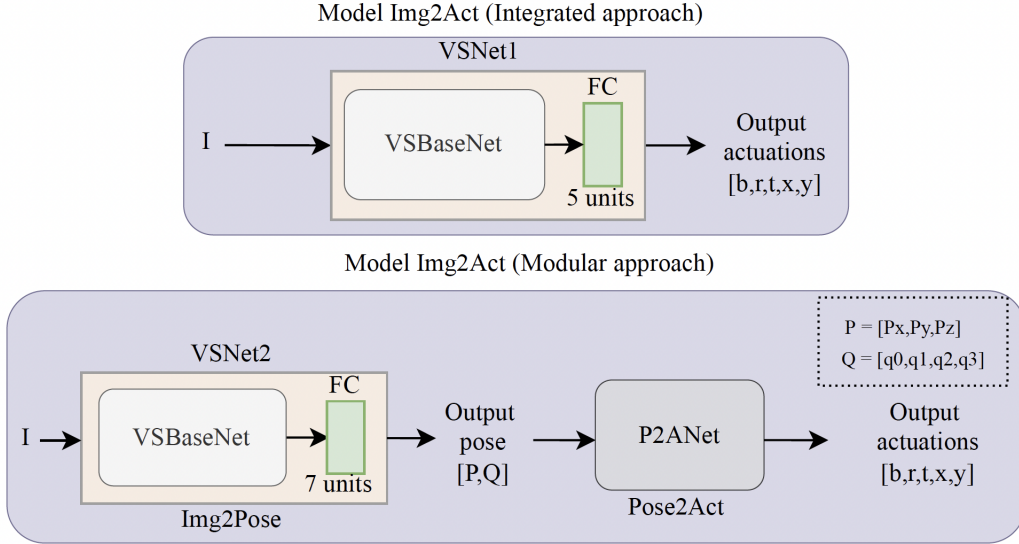 Model Img2Act (Integrated approach)
VSNet1
FC
VSBaseNet
I
5 units
Output
actuations
[b,r,t,x,y]
Model Img2Act (Modular approach)
P = [Px,Py,Pz]
Q = [q0,q1,q2,q3]
VSNet2
FC
I
VSBaseNet
7 units
Img2Pose
Output
pose
[P,Q]
P2ANet
Pose2Act
Output
actuations
[b,r,t,x,y]